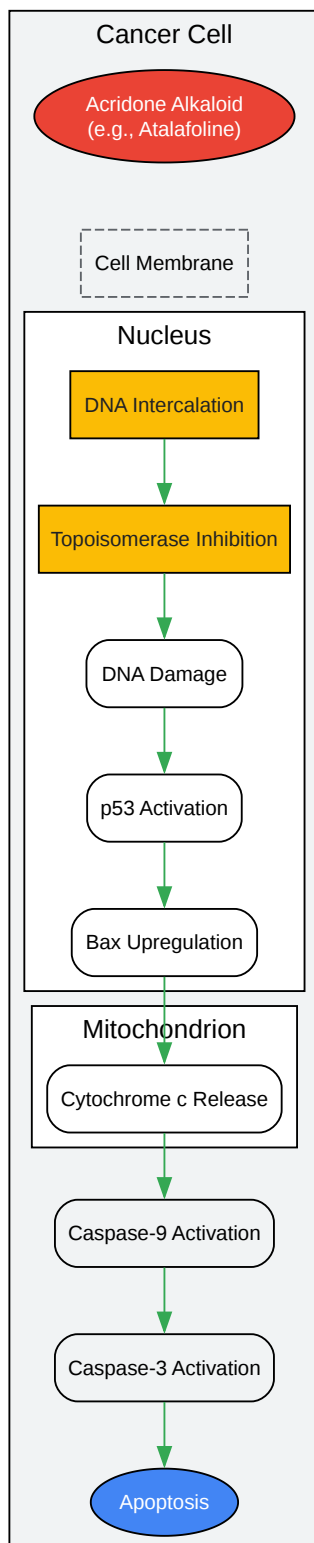 Cancer Cell
Acridone Alkaloid
(e.g., Atalafoline)
Cell Membrane
Nucleus
DNA Intercalation
Topoisomerase Inhibition
DNA Damage
p53 Activation
Bax Upregulation
Mitochondrion
Cytochrome c Release
Caspase-9 Activation
Caspase-3 Activation
Apoptosis